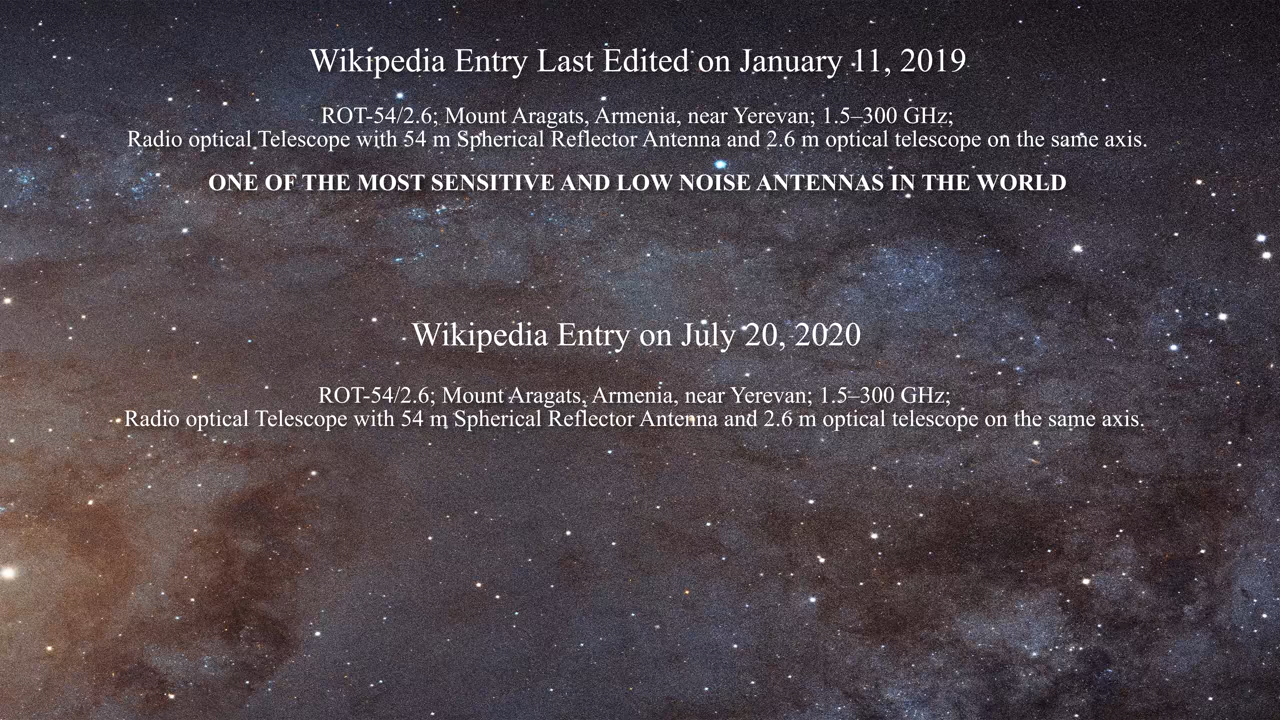 Wikipedia Entry Last Edited on January 11, 2019
ROT-54/2.6; Mount Aragats, Armenia, near Yerevan; 1.5–300 GHz;
Radio optical Telescope with 54 m Spherical Reflector Antenna and 2.6 m optical telescope on the same axis.
ONE OF THE MOST SENSITIVE AND LOW NOISE ANTENNAS IN THE WORLD
Wikipedia Entry on July 20, 2020
ROT-54/2.6; Mount Aragats, Armenia, near Yerevan; 1.5–300 GHz;
Radio optical Telescope with 54 m Spherical Reflector Antenna and 2.6 m optical telescope on the same axis.